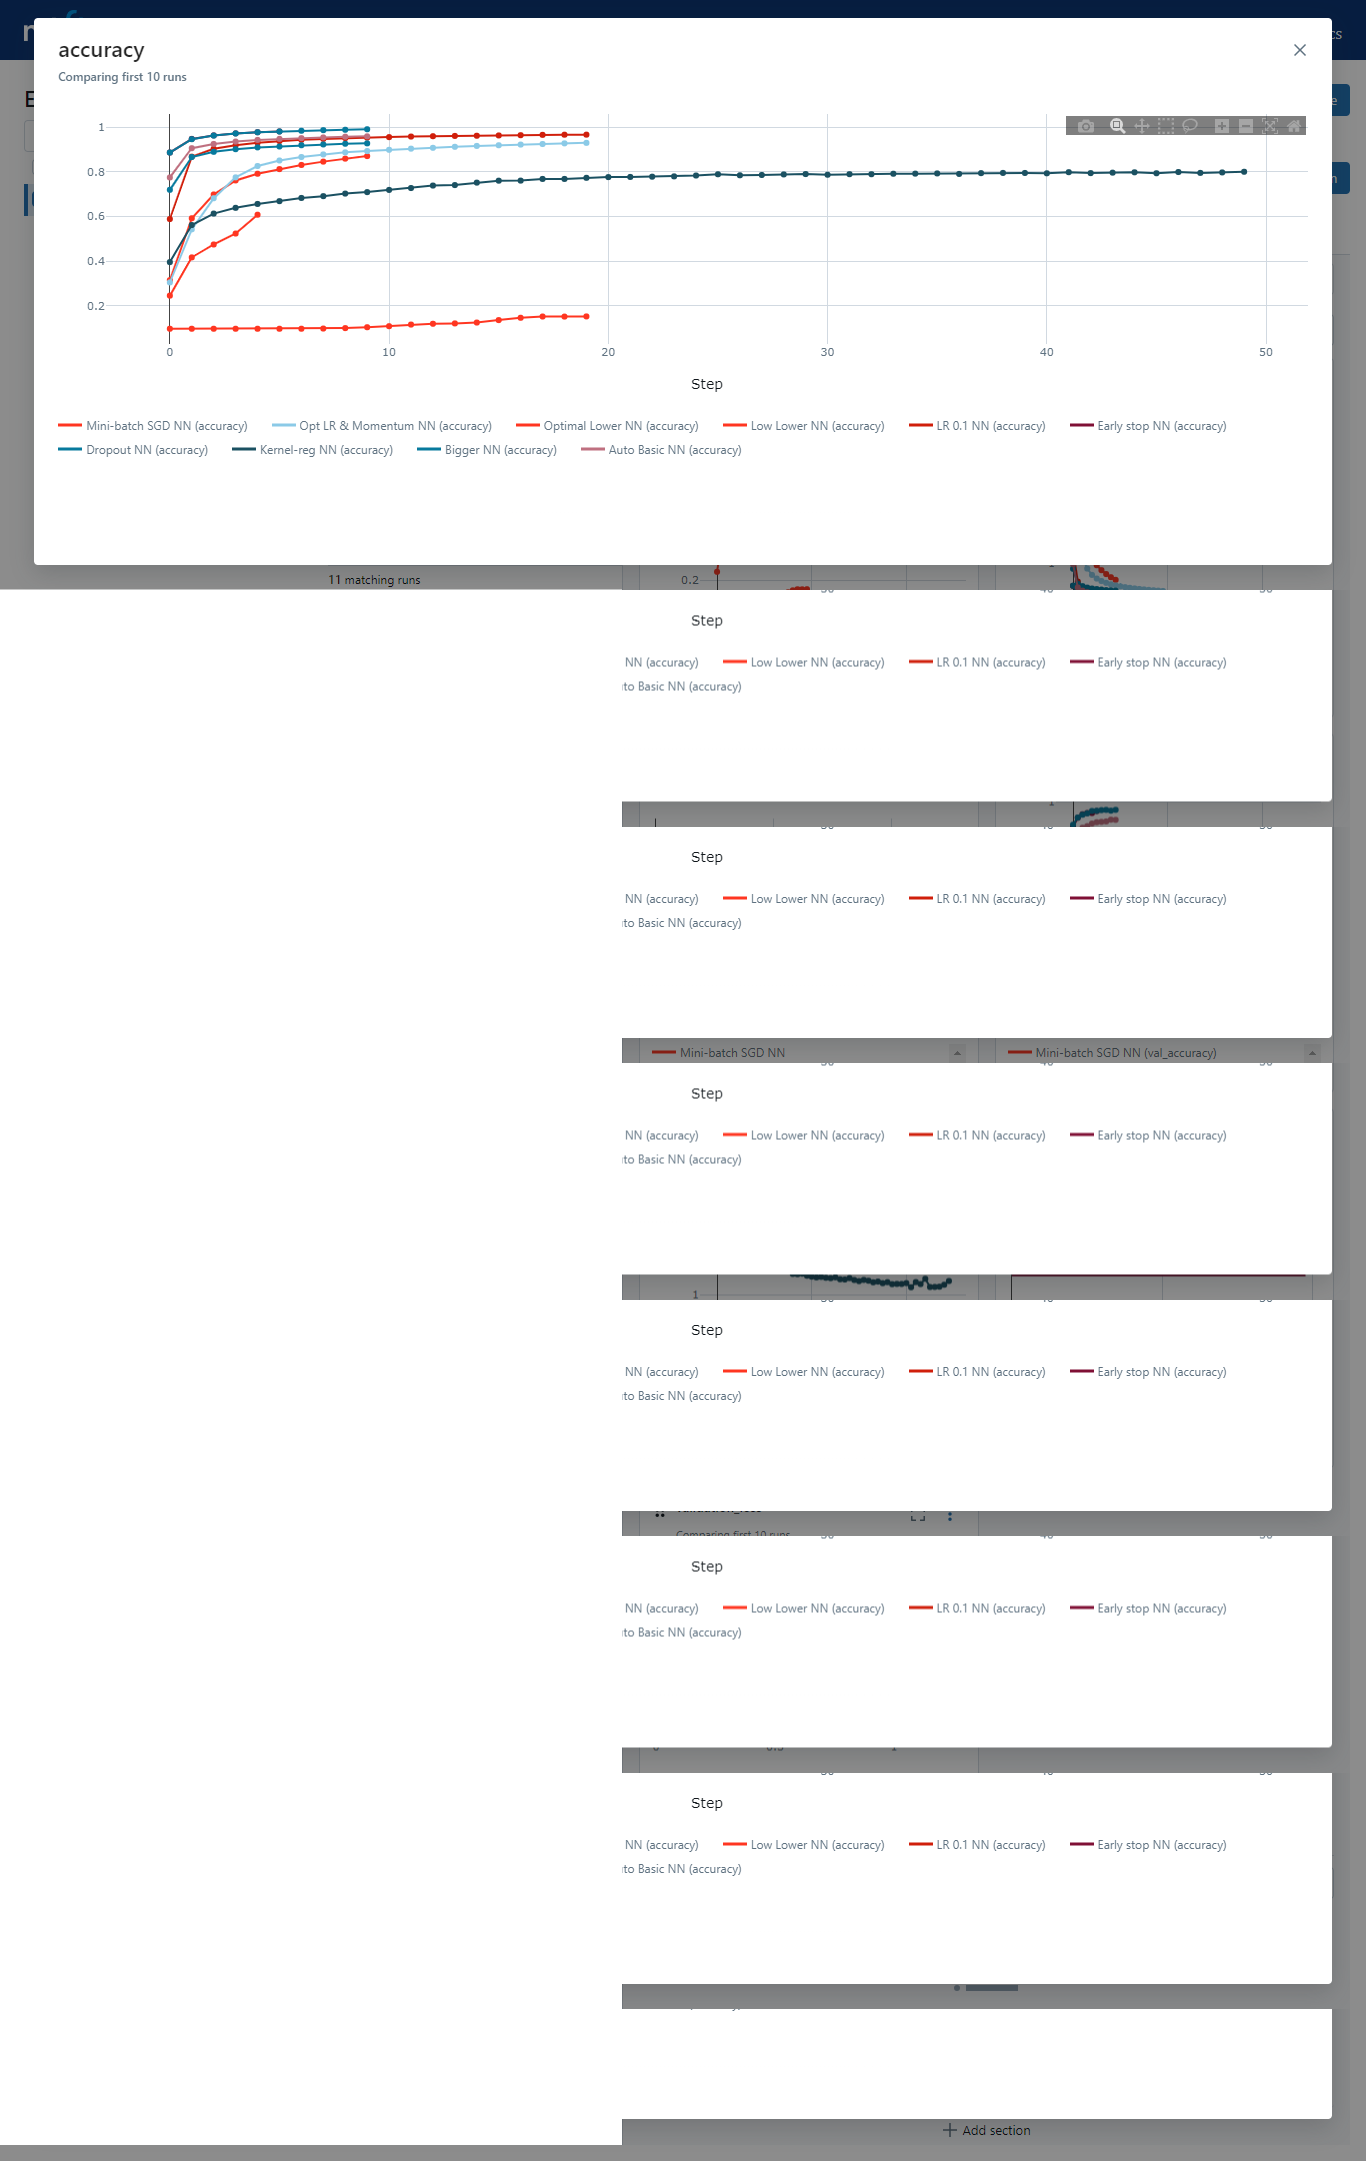 accuracy
Comparing first 10 runs
1
0.8
0.6
0.4
0.2
0 10 20 30 40 50
Step
Mini-batch SGD NN (accuracy) Opt LR & Momentum NN (accuracy) Optimal Lower NN (accuracy) Low Lower NN (accuracy) LR 0.1 NN (accuracy) Early stop NN (accuracy)
Dropout NN (accuracy) Kernel-reg NN (accuracy) Bigger NN (accuracy) Auto Basic NN (accuracy)
11 matching runs
0.2
Step
NN (accuracy) Low Lower NN (accuracy) LR 0.1 NN (accuracy) Early stop NN (accuracy)
Basic NN (accuracy)
Step
NN (accuracy) Low Lower NN (accuracy) LR 0.1 NN (accuracy) Early stop NN (accuracy)
Basic NN (accuracy)
Mini-batch SGD NN Mini-batch SGD NN (val_accuracy)
Step
NN (accuracy) Low Lower NN (accuracy) LR 0.1 NN (accuracy) Early stop NN (accuracy)
Basic NN (accuracy)
1
Step
NN (accuracy) Low Lower NN (accuracy) LR 0.1 NN (accuracy) Early stop NN (accuracy)
Basic NN (accuracy)
Comparing first 10 runs
Step
NN (accuracy) Low Lower NN (accuracy) LR 0.1 NN (accuracy) Early stop NN (accuracy)
Basic NN (accuracy)
Step
NN (accuracy) Low Lower NN (accuracy) LR 0.1 NN (accuracy) Early stop NN (accuracy)
Basic NN (accuracy)
Add section